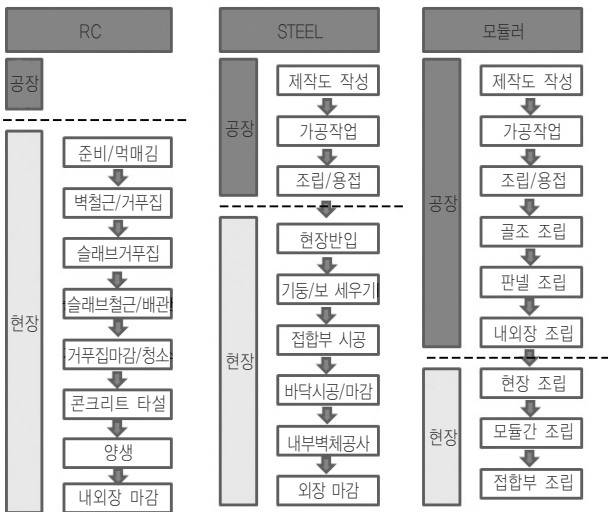 RC
공장
현장
준비/먹매김
벽철근/거푸집
슬래브거푸집
슬래브철근/배관
거푸집마감/청소
콘크리트 타설
양생
내외장 마감
STEEL
공장
제작도 작성
가공작업
조립/용접
현장
현장반입
기둥/보 세우기
접합부 시공
바닥시공/마감
내부벽체공사
외장 마감
모듈러
공장
제작도 작성
가공작업
조립/용접
골조 조립
판넬 조립
내외장 조립
현장
현장 조립
모듈간 조립
접합부 조립